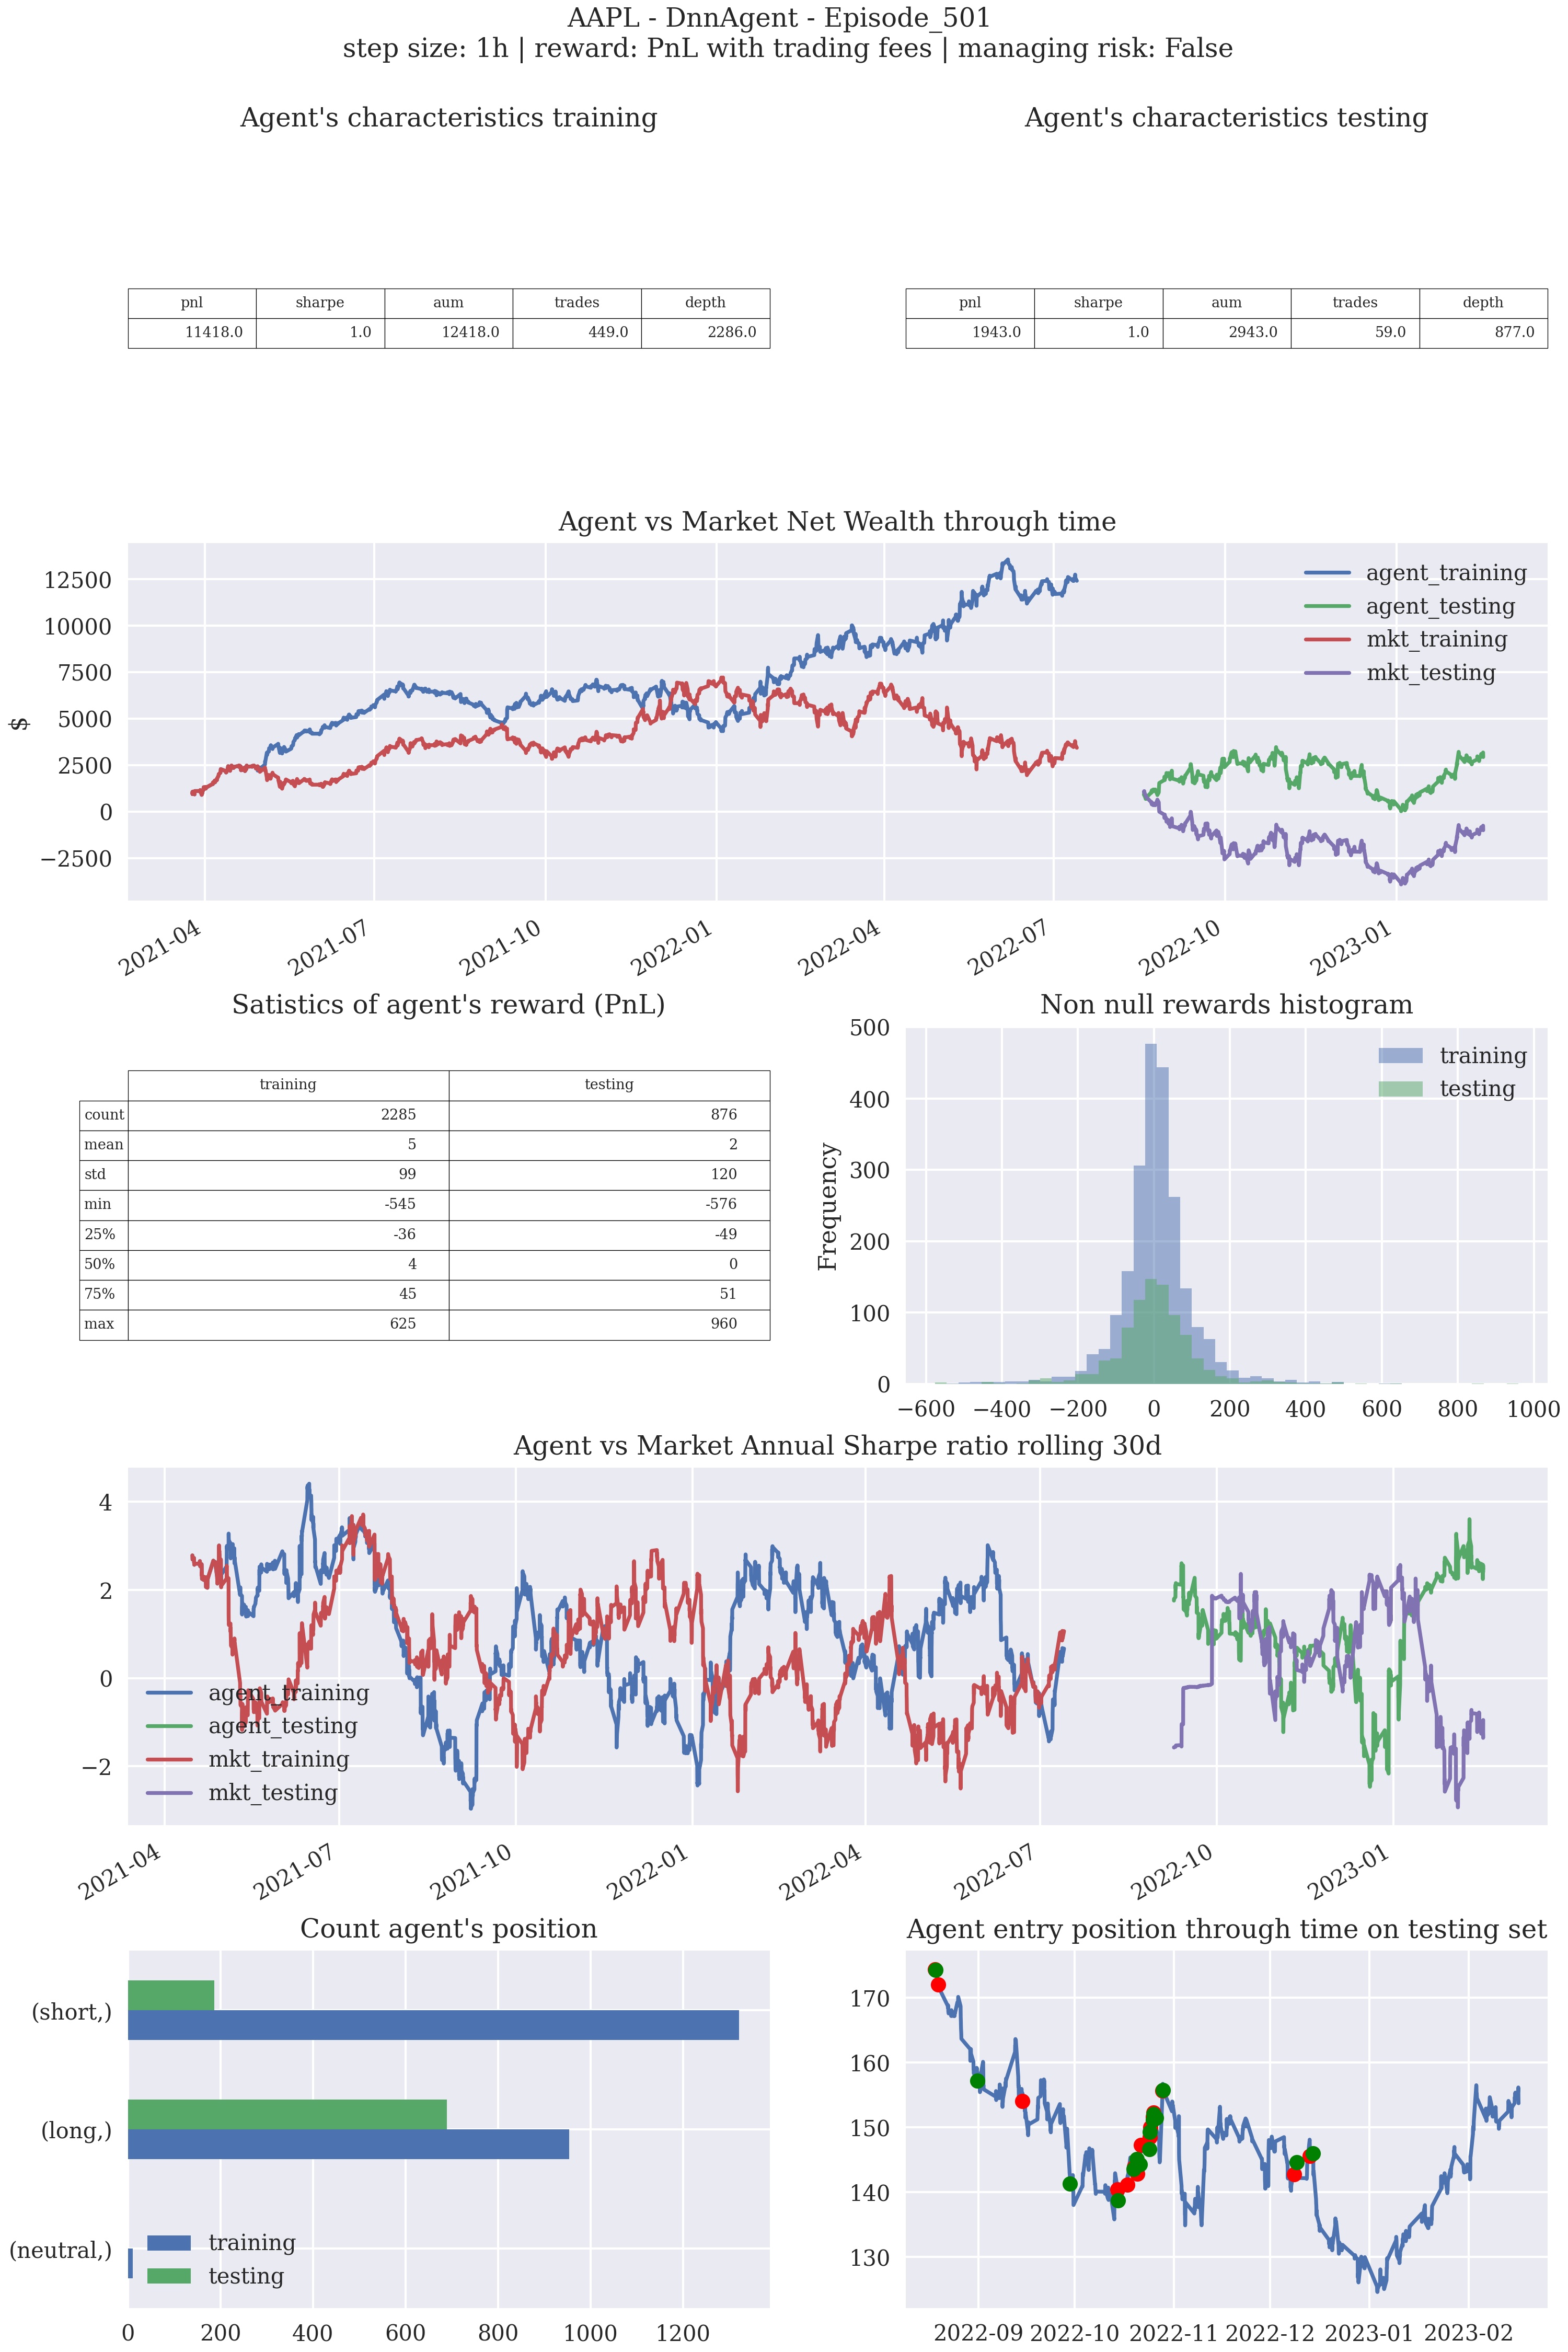 AAPL - DnnAgent - Episode_501
step size: 1h | reward: PnL with trading fees | managing risk: False
Agent's characteristics training
pnl sharpe aum trades depth
11418.0 1.0 12418.0 449.0 2286.0
Agent's characteristics testing
pnl sharpe aum trades depth
1943.0 1.0 2943.0 59.0 877.0
Agent vs Market Net Wealth through time
$
12500
10000
7500
5000
2500
0
−2500
agent_training
agent_testing
mkt_training
mkt_testing
2021-04 2021-07 2021-10 2022-01 2022-04 2022-07 2022-10 2023-01
Satistics of agent's reward (PnL)
training testing
count 2285 876
mean 5 2
std 99 120
min -545 -576
25% -36 -49
50% 4 0
75% 45 51
max 625 960
Non null rewards histogram
Frequency
500
400
300
200
100
0
training
testing
−600 −400 −200 0 200 400 600 800 1000
Agent vs Market Annual Sharpe ratio rolling 30d
4
2
0
−2
agent_training
agent_testing
mkt_training
mkt_testing
2021-04 2021-07 2021-10 2022-01 2022-04 2022-07 2022-10 2023-01
Count agent's position
(short,)
(long,)
(neutral,)
training
testing
0 200 400 600 800 1000 1200
Agent entry position through time on testing set
170
160
150
140
130
2022-09 2022-10 2022-11 2022-12 2023-01 2023-02